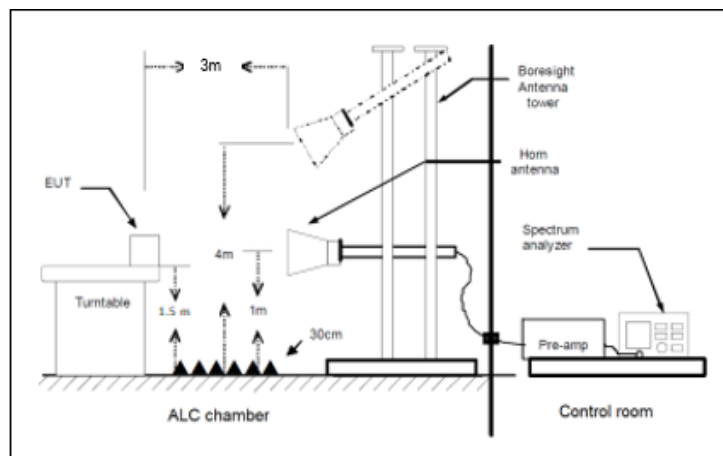 3m
Boresight
Antenna
tower
Horn
antenna
EUT
Spectrum
analyzer
4m
Turntable
1.5 m
1m
30cm
Pre-amp
ALC chamber
Control room